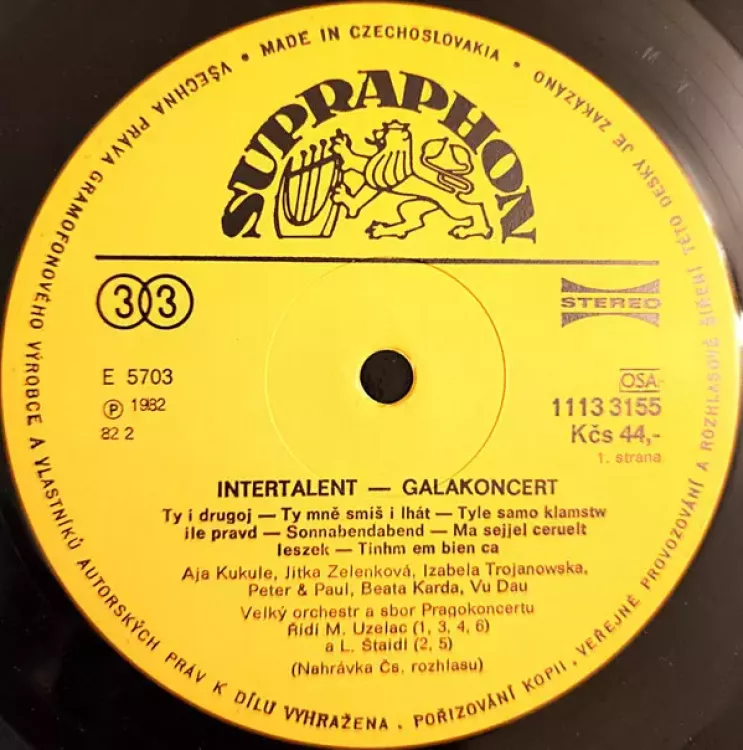 VŠECHNA PRÁVA GRAMOFONOVÉHO VÝROBCE A VLASTNÍKŮ AUTORSKÝCH PRÁV K DÍLU VYHRAŽENA . POŘIZOVÁNÍ KOPII, VEŘEJNÉ PROVOZOVÁNÍ A ROZHLASOVÉ ŠÍŘENÍ TÉTO DESKY JE ZAKÁZÁNO • MADE IN CZECHOSLOVAKIA •
SUPRAPHON
33
STEREO
E 5703
℗ 1982
82 2
OSA
1113 3155
Kčs 44,-
1. strana
INTERTALENT — GALAKONCERT
Ty i drugoj — Ty mně smiš i lhát — Tyle samo klamstw
ile pravd — Sonnabendabend — Ma sejjel ceruelt
leszek — Tinhm em bien ca
Aja Kukule, Jitka Zelenková, Izabela Trojanowska,
Peter & Paul, Beata Karda, Vu Dau
Velký orchestr a sbor Pragokoncertu
Řídí M. Uzelac (1, 3, 4, 6)
a L. Štaidl (2, 5)
(Nahrávka Čs. rozhlasu)